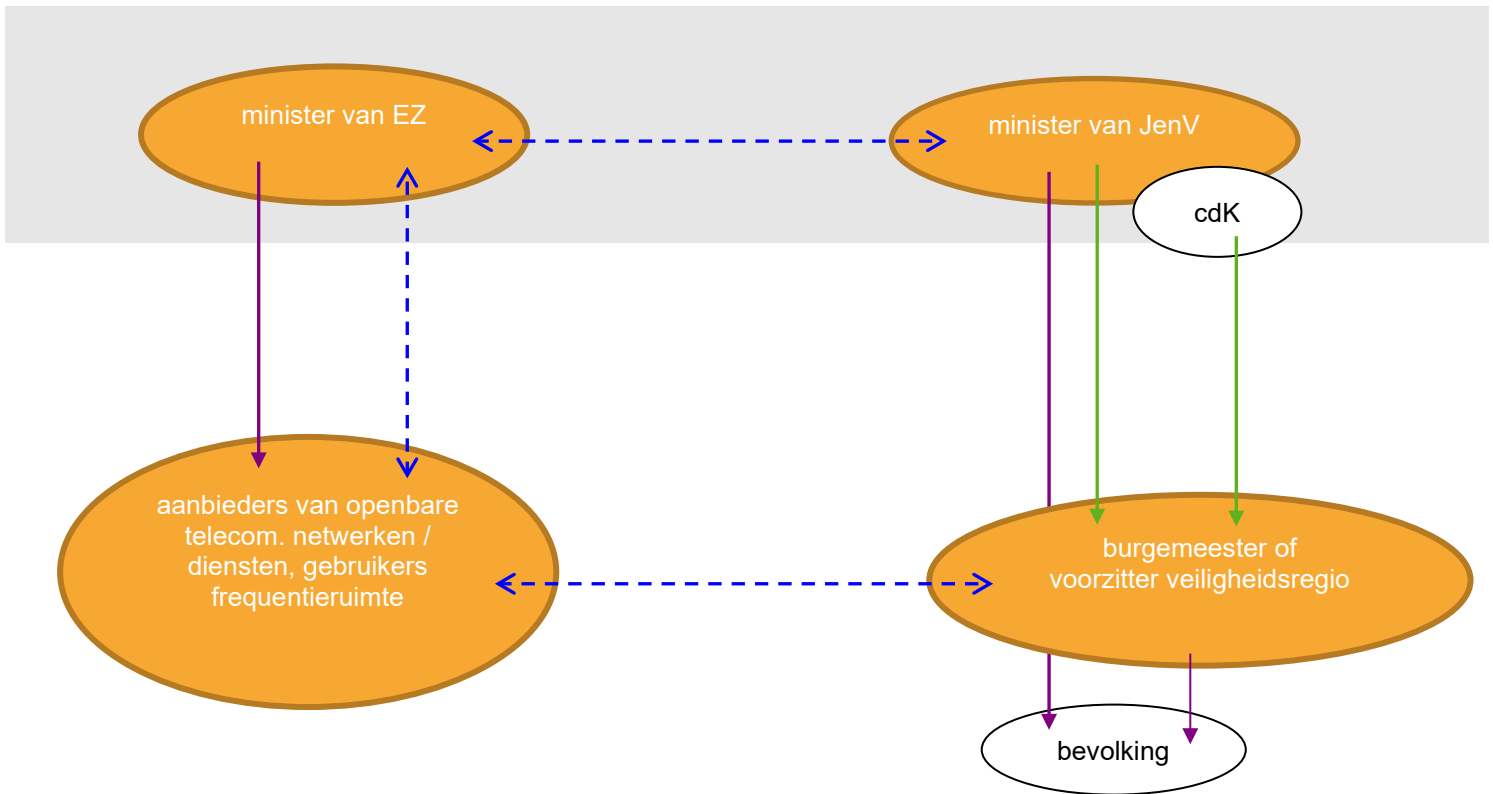 minister van EZ
minister van JenV
cdK
aanbieders van openbare
telecom. netwerken /
diensten, gebruikers
frequentieruimte
burgemeester of
voorzitter veiligheidsregio
bevolking